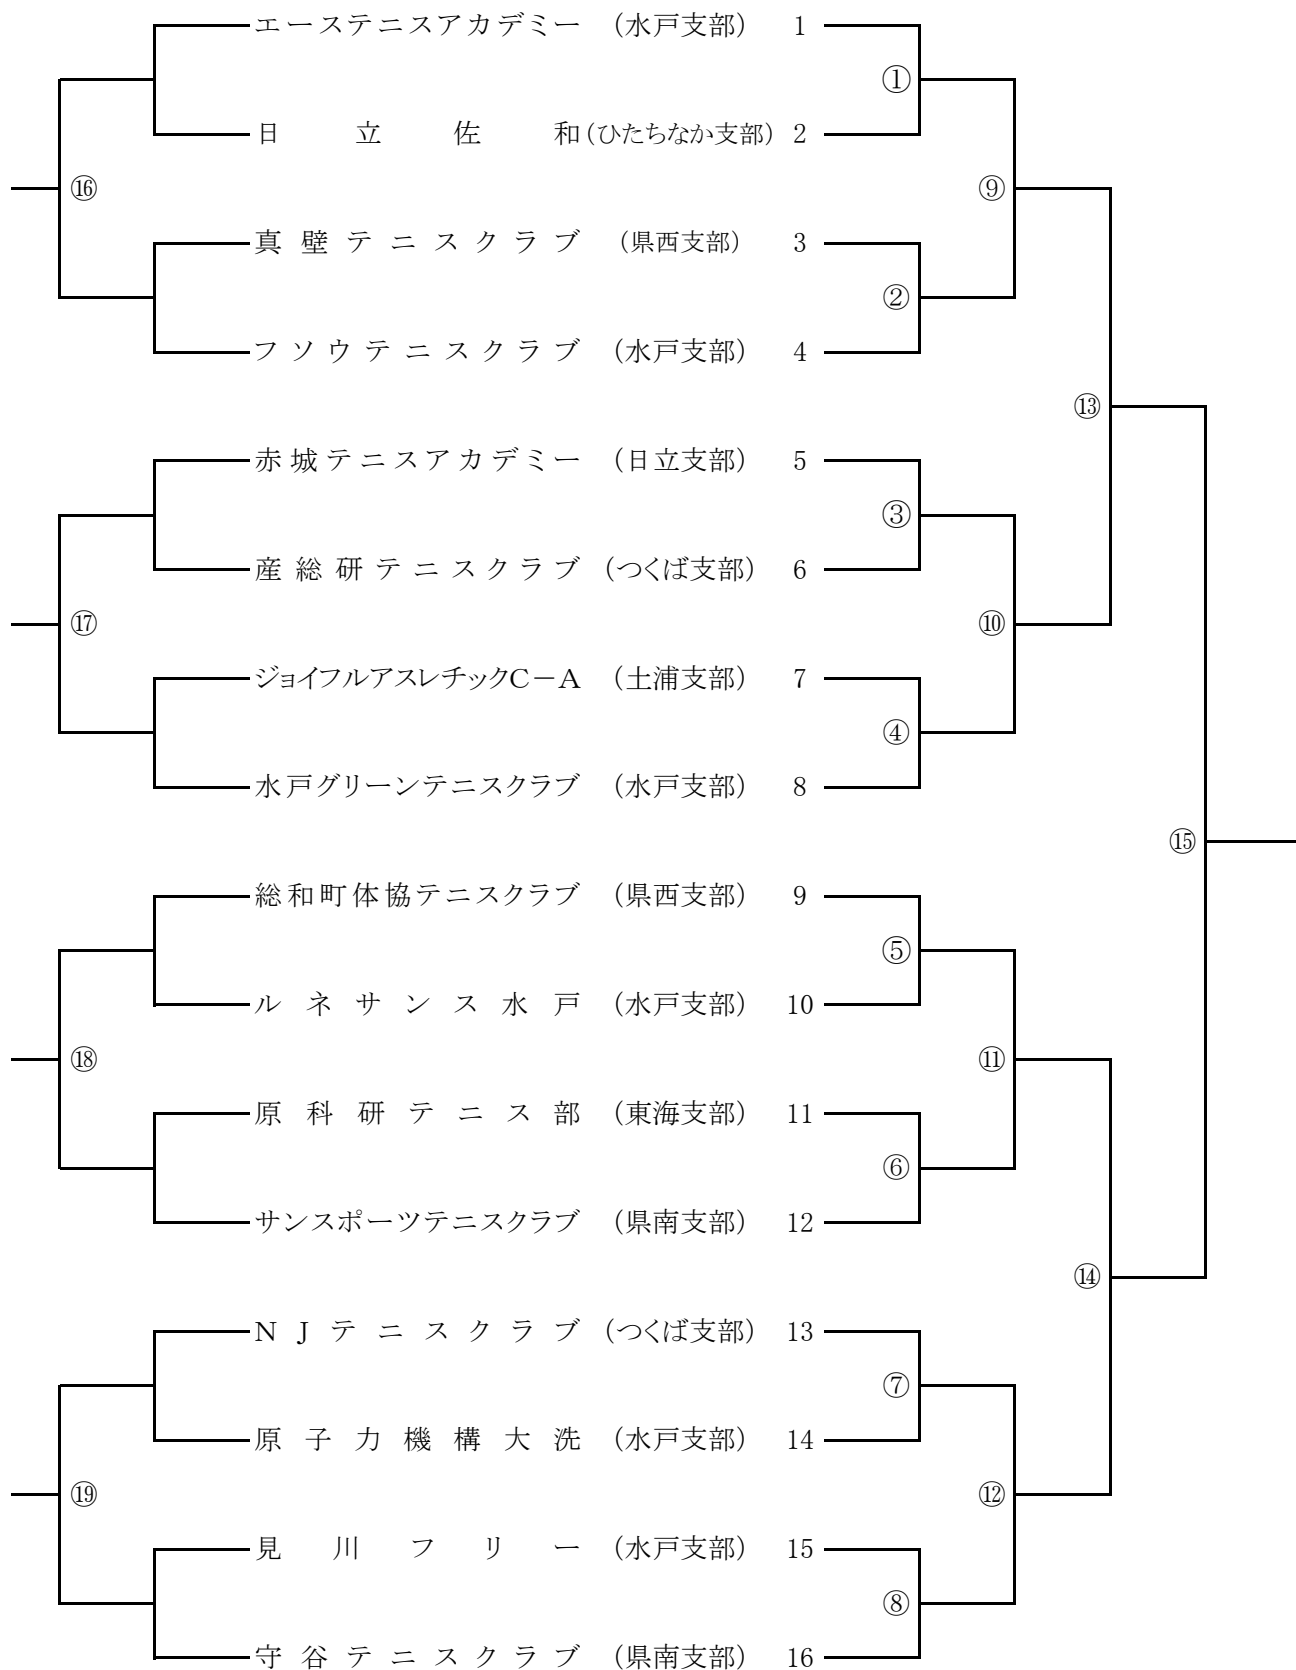 エーステニスアカデミー (水戸支部) 1
①
日立佐和 (ひたちなか支部) 2
⑯ ⑨
真壁テニスクラブ (県西支部) 3
②
フソウテニスクラブ (水戸支部) 4
⑬
赤城テニスアカデミー (日立支部) 5
③
産総研テニスクラブ (つくば支部) 6
⑰ ⑩
ジョイフルアスレチックC-A (土浦支部) 7
④
水戸グリーンテニスクラブ (水戸支部) 8
⑮
総和町体協テニスクラブ (県西支部) 9
⑤
ルネサンス水戸 (水戸支部) 10
⑱ ⑪
原科研テニス部 (東海支部) 11
⑥
サンスポーツテニスクラブ (県南支部) 12
⑭
NJテニスクラブ (つくば支部) 13
⑦
原子力機構大洗 (水戸支部) 14
⑲ ⑫
見川フリー (水戸支部) 15
⑧
守谷テニスクラブ (県南支部) 16